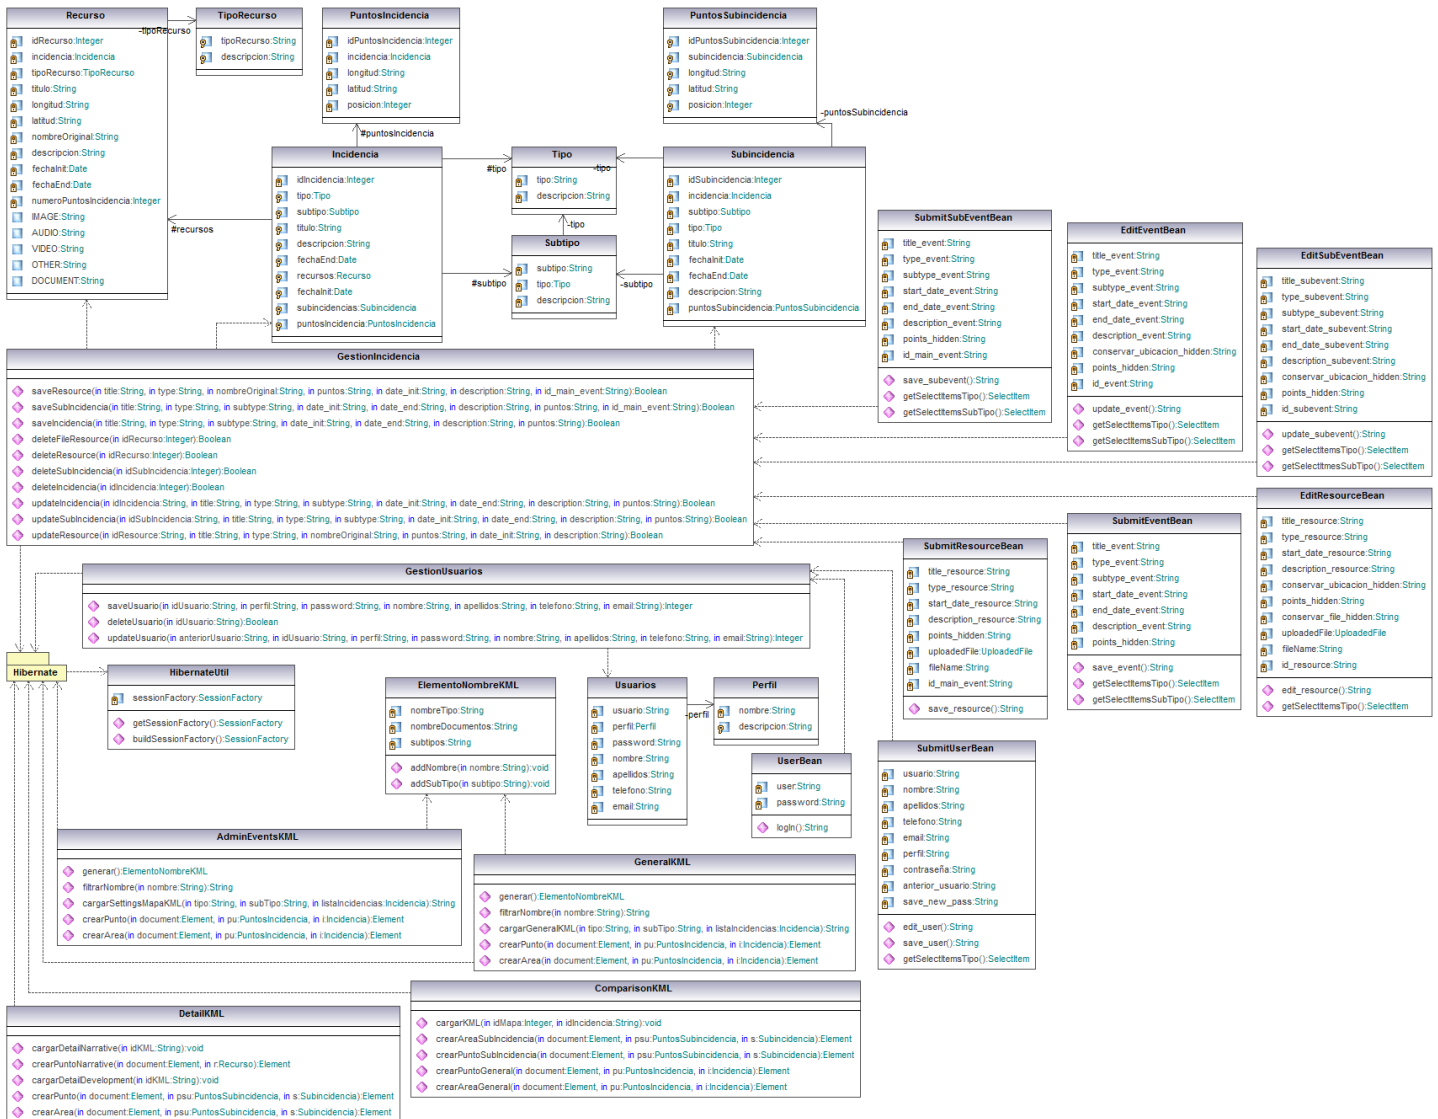 Recurso
idRecurso:Integer
incidencia:Incidencia
tipoRecurso:TipoRecurso
titulo:String
longitud:String
latitud:String
nombreOriginal:String
descripcion:String
fechaInit:Date
fechaEnd:Date
numeroPuntosIncidencia:Integer
IMAGE:String
AUDIO:String
VIDEO:String
OTHER:String
DOCUMENT:String
-tipoRecurso
TipoRecurso
tipoRecurso:String
descripcion:String
PuntosIncidencia
idPuntosIncidencia:Integer
incidencia:Incidencia
longitud:String
latitud:String
posicion:Integer
PuntosSubincidencia
idPuntosSubincidencia:Integer
subincidencia:Subincidencia
longitud:String
latitud:String
posicion:Integer
-puntosSubincidencia
#puntosIncidencia
Incidencia
idIncidencia:Integer
tipo:Tipo
subtipo:Subtipo
titulo:String
descripcion:String
fechaEnd:Date
recursos:Recurso
fechaInit:Date
subincidencias:Subincidencia
puntosIncidencia:PuntosIncidencia
#recursos
#tipo
#subtipo
Tipo
tipo:String
descripcion:String
-tipo
-tipo
Subtipo
subtipo:String
tipo:Tipo
descripcion:String
-subtipo
Subincidencia
idSubincidencia:Integer
incidencia:Incidencia
subtipo:Subtipo
tipo:Tipo
titulo:String
fechaInit:Date
fechaEnd:Date
descripcion:String
puntosSubincidencia:PuntosSubincidencia
SubmitSubEventBean
title_event:String
type_event:String
subtype_event:String
start_date_event:String
end_date_event:String
description_event:String
points_hidden:String
id_main_event:String
save_subevent():String
getSelectItemsTipo():SelectItem
getSelectItemsSubTipo():SelectItem
EditEventBean
title_event:String
type_event:String
subtype_event:String
start_date_event:String
end_date_event:String
description_event:String
conservar_ubicacion_hidden:String
points_hidden:String
id_event:String
update_event():String
getSelectItemsTipo():SelectItem
getSelectItemsSubTipo():SelectItem
EditSubEventBean
title_subevent:String
type_subevent:String
subtype_subevent:String
start_date_subevent:String
end_date_subevent:String
description_subevent:String
conservar_ubicacion_hidden:String
points_hidden:String
id_subevent:String
update_subevent():String
getSelectItemsTipo():SelectItem
getSelectItmesSubTipo():SelectItem
GestionIncidencia
saveResource(in title:String, in type:String, in nombreOriginal:String, in puntos:String, in date_init:String, in description:String, in id_main_event:String):Boolean
saveSubIncidencia(in title:String, in type:String, in subtype:String, in date_init:String, in date_end:String, in description:String, in puntos:String, in id_main_event:String):Boolean
saveIncidencia(in title:String, in type:String, in subtype:String, in date_init:String, in date_end:String, in description:String, in puntos:String):Boolean
deleteFileResource(in idRecurso:Integer):Boolean
deleteResource(in idRecurso:Integer):Boolean
deleteSubIncidencia(in idSubIncidencia:Integer):Boolean
deleteIncidencia(in idIncidencia:Integer):Boolean
updateIncidencia(in idIncidencia:String, in title:String, in type:String, in subtype:String, in date_init:String, in date_end:String, in description:String, in puntos:String):Boolean
updateSubIncidencia(in idSubIncidencia:String, in title:String, in type:String, in subtype:String, in date_init:String, in date_end:String, in description:String, in puntos:String):Boolean
updateResource(in idResource:String, in title:String, in type:String, in nombreOriginal:String, in puntos:String, in date_init:String, in description:String):Boolean
EditResourceBean
title_resource:String
type_resource:String
start_date_resource:String
description_resource:String
conservar_ubicacion_hidden:String
points_hidden:String
conservar_file_hidden:String
uploadedFile:UploadedFile
fileName:String
id_resource:String
edit_resource():String
getSelectItemsTipo():SelectItem
SubmitEventBean
title_event:String
type_event:String
subtype_event:String
start_date_event:String
end_date_event:String
description_event:String
points_hidden:String
save_event():String
getSelectItemsTipo():SelectItem
getSelectItemsSubTipo():SelectItem
SubmitResourceBean
title_resource:String
type_resource:String
start_date_resource:String
description_resource:String
points_hidden:String
uploadedFile:UploadedFile
fileName:String
id_main_event:String
save_resource():String
GestionUsuarios
saveUsuario(in idUsuario:String, in perfil:String, in password:String, in nombre:String, in apellidos:String, in telefono:String, in email:String):Integer
deleteUsuario(in idUsuario:String):Boolean
updateUsuario(in anteriorUsuario:String, in idUsuario:String, in perfil:String, in password:String, in nombre:String, in apellidos:String, in telefono:String, in email:String):Integer
Hibernate
HibernateUtil
sessionFactory:SessionFactory
getSessionFactory():SessionFactory
buildSessionFactory():SessionFactory
ElementoNombreKML
nombreTipo:String
nombreDocumentos:String
subtipos:String
addNombre(in nombre:String):void
addSubTipo(in subtipo:String):void
Usuarios
usuario:String
perfil:Perfil
password:String
nombre:String
apellidos:String
telefono:String
email:String
-perfil
Perfil
nombre:String
descripcion:String
UserBean
user:String
password:String
logIn():String
SubmitUserBean
usuario:String
nombre:String
apellidos:String
telefono:String
email:String
perfil:String
contraseña:String
anterior_usuario:String
save_new_pass:String
edit_user():String
save_user():String
getSelectItemsTipo():SelectItem
AdminEventsKML
generar():ElementoNombreKML
filtrarNombre(in nombre:String):String
cargarSettingsMapaKML(in tipo:String, in subTipo:String, in listaIncidencias:Incidencia):String
crearPunto(in document:Element, in pu:PuntosIncidencia, in i:Incidencia):Element
crearArea(in document:Element, in pu:PuntosIncidencia, in i:Incidencia):Element
GeneralKML
generar():ElementoNombreKML
filtrarNombre(in nombre:String):String
cargarGeneralKML(in tipo:String, in subTipo:String, in listaIncidencias:Incidencia):String
crearPunto(in document:Element, in pu:PuntosIncidencia, in i:Incidencia):Element
crearArea(in document:Element, in pu:PuntosIncidencia, in i:Incidencia):Element
ComparisonKML
cargarKML(in idMapa:Integer, in idIncidencia:String):void
crearAreaSubIncidencia(in document:Element, in psu:PuntosSubincidencia, in s:Subincidencia):Element
crearPuntoSubIncidencia(in document:Element, in psu:PuntosSubincidencia, in s:Subincidencia):Element
crearPuntoGeneral(in document:Element, in pu:PuntosIncidencia, in i:Incidencia):Element
crearAreaGeneral(in document:Element, in pu:PuntosIncidencia, in i:Incidencia):Element
DetailKML
cargarDetailNarrative(in idKML:String):void
crearPuntoNarrative(in document:Element, in r:Recurso):Element
cargarDetailDevelopment(in idKML:String):void
crearPunto(in document:Element, in psu:PuntosSubincidencia, in s:Subincidencia):Element
crearArea(in document:Element, in psu:PuntosSubincidencia, in s:Subincidencia):Element